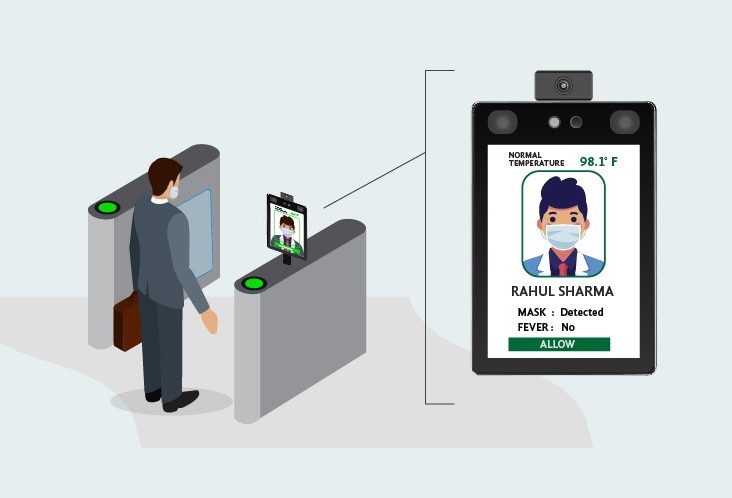 NORMAL
TEMPERATURE 98.1° F
RAHUL SHARMA
MASK : Detected
FEVER : No
ALLOW